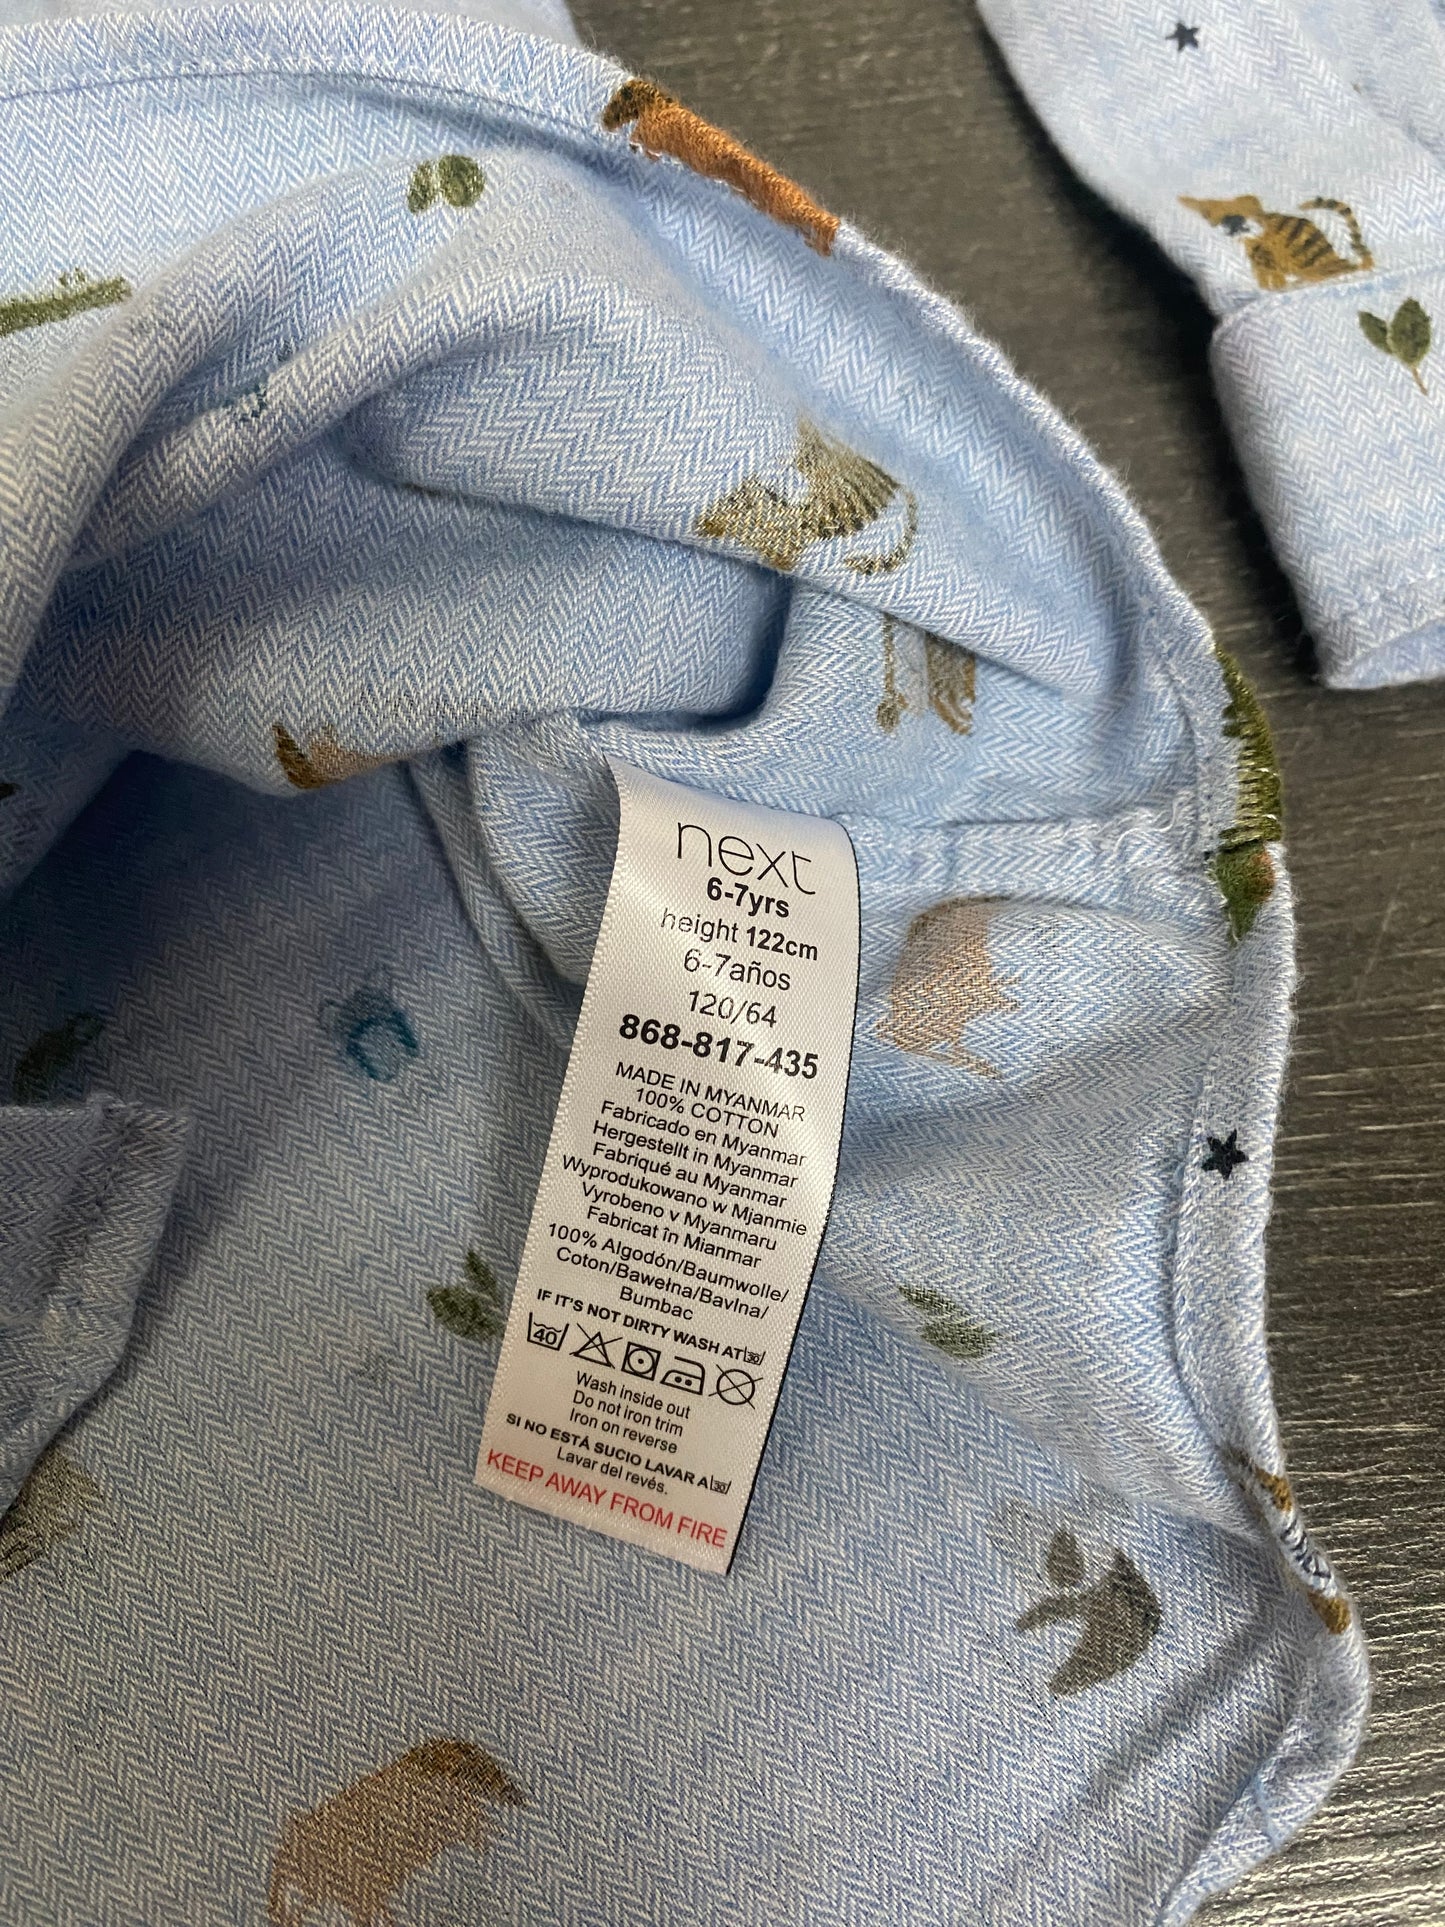 next
6-7yrs
height 122cm
6-7años
120/64
868-817-435
MADE IN MYANMAR
100% COTTON
Fabricado en Myanmar
Hergestellt in Myanmar
Fabriqué au Myanmar
Wyprodukowano w Mjanmie
Vyrobeno v Myanmaru
Fabricat în Mianmar
100% Algodón/Baumwolle/
Coton/Bawełna/Bavlna/
Bumbac
IF IT'S NOT DIRTY WASH AT 30
40
Wash inside out
Do not iron trim
Iron on reverse
SI NO ESTÁ SUCIO LAVAR A 30
Lavar del revés.
KEEP AWAY FROM FIRE